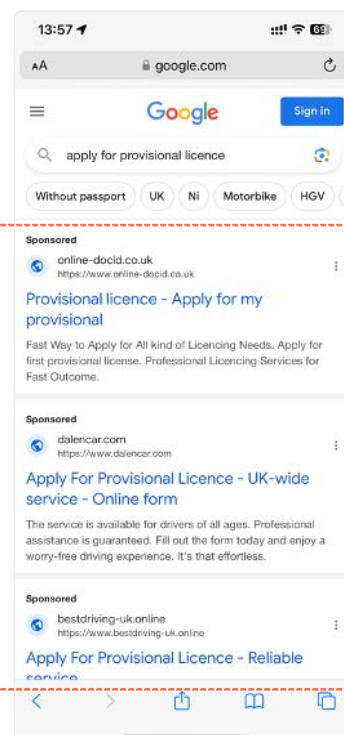 13:57
69
AA
google.com
Google
Sign in
apply for provisional licence
Without passport
UK
Ni
Motorbike
HGV
Sponsored
online-docid.co.uk
https://www.online-docid.co.uk
Provisional licence - Apply for my
provisional
Fast Way to Apply for All kind of Licencing Needs. Apply for
first provisional license. Professional Licencing Services for
Fast Outcome.
Sponsored
dalencar.com
https://www.dalencar.com
Apply For Provisional Licence - UK-wide
service - Online form
The service is available for drivers of all ages. Professional
assistance is guaranteed. Fill out the form today and enjoy a
worry-free driving experience. It's that effortless.
Sponsored
bestdriving-uk.online
https://www.bestdriving-uk.online
Apply For Provisional Licence - Reliable
service